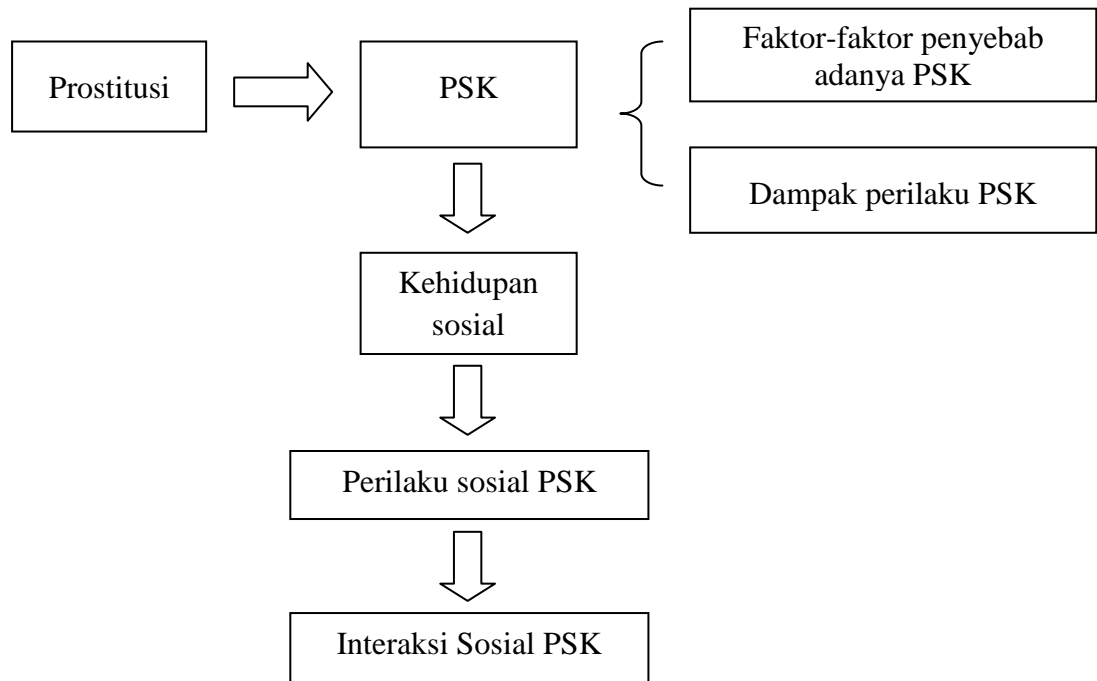 Prostitusi
PSK
Faktor-faktor penyebab
adanya PSK
Dampak perilaku PSK
Kehidupan
sosial
Perilaku sosial PSK
Interaksi Sosial PSK